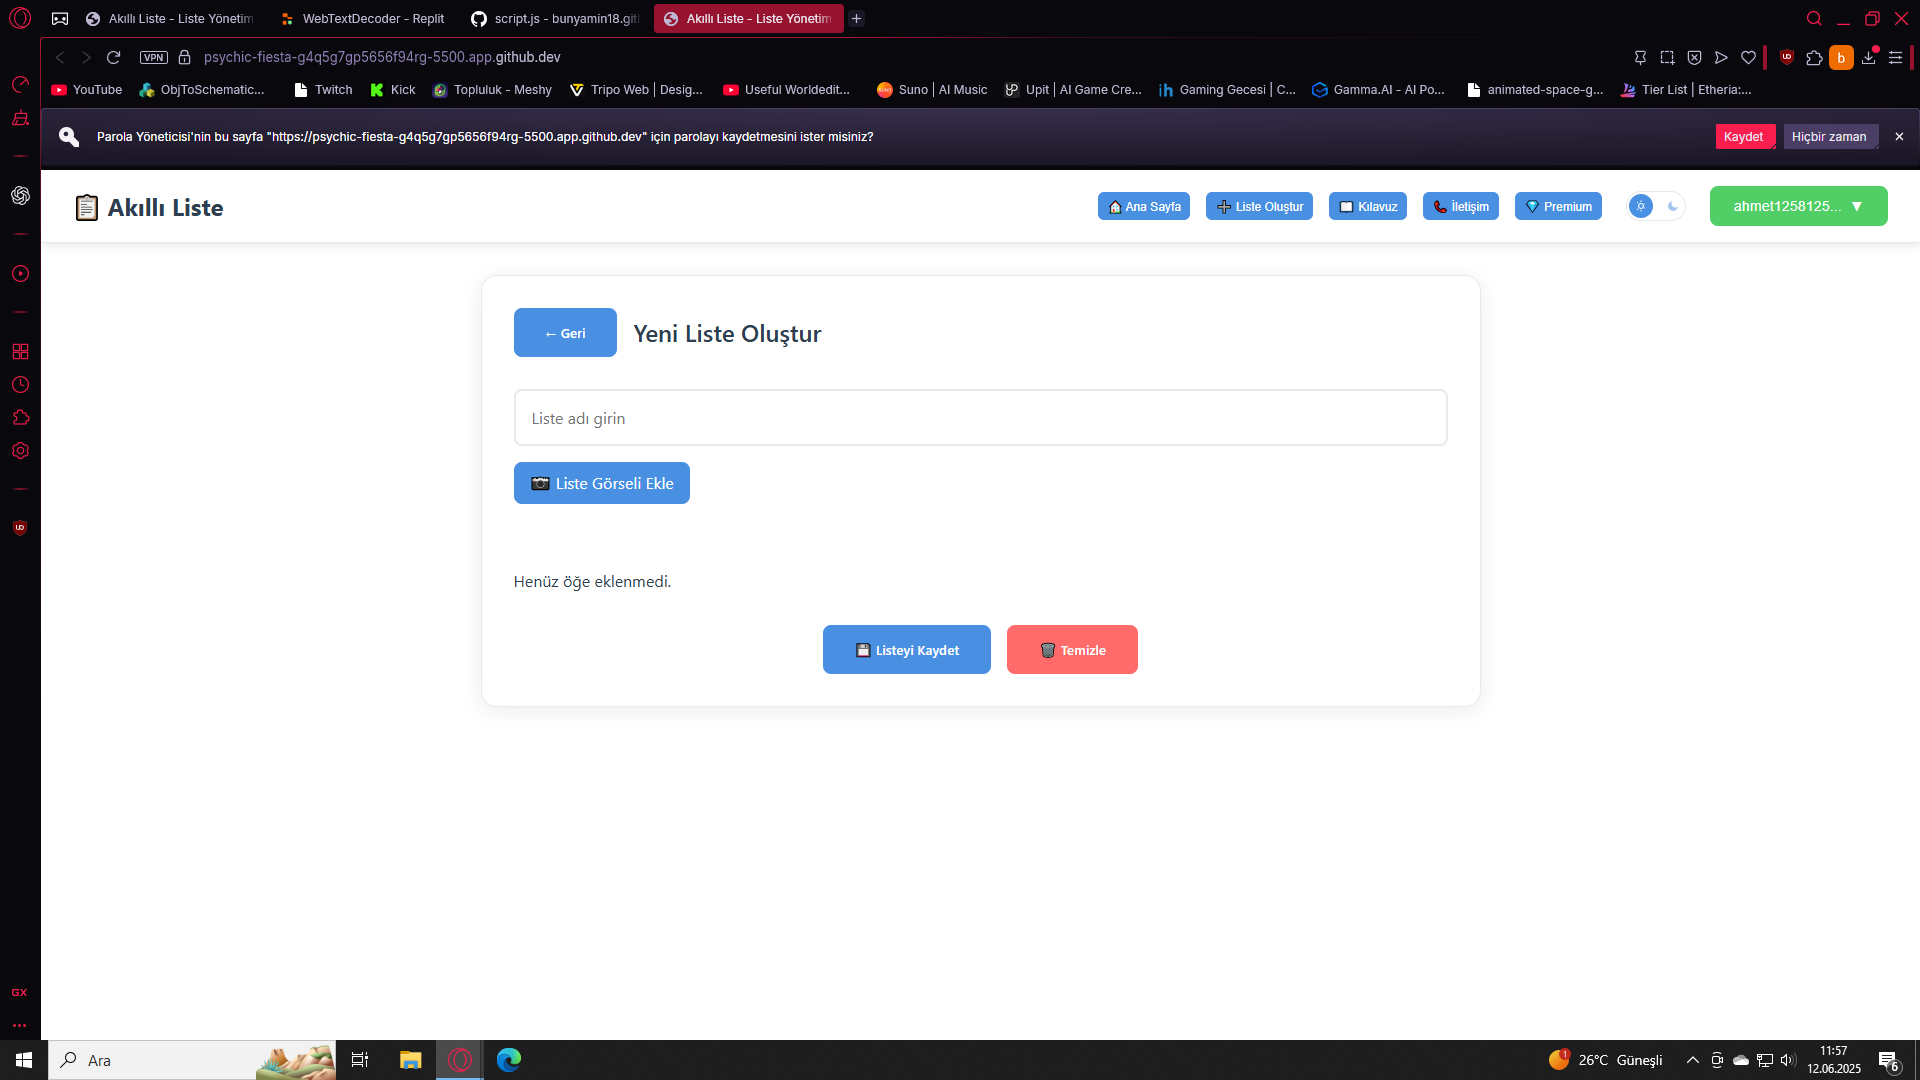 Akıllı Liste - Liste Yönetim
WebTextDecoder - Replit
script.js - bunyamin18.git
Akıllı Liste - Liste Yönetim
VPN
psychic-fiesta-g4q5g7gp5656f94rg-5500.app.github.dev
b
YouTube
ObjToSchematic...
Twitch
Kick
Topluluk - Meshy
Tripo Web | Desig...
Useful Worldedit...
Suno | AI Music
Upit | AI Game Cre...
Gaming Gecesi | C...
Gamma.AI - AI Po...
animated-space-g...
Tier List | Etheria:...
Parola Yöneticisi'nin bu sayfa "https://psychic-fiesta-g4q5g7gp5656f94rg-5500.app.github.dev" için parolayı kaydetmesini ister misiniz?
Kaydet
Hiçbir zaman
Akıllı Liste
Ana Sayfa
Liste Oluştur
Kılavuz
İletişim
Premium
ahmet1258125... ▼
← Geri
Yeni Liste Oluştur
Liste adı girin
Liste Görseli Ekle
Henüz öğe eklenmedi.
Listeyi Kaydet
Temizle
GX
Ara
1
26°C Güneşli
11:57
12.06.2025
6